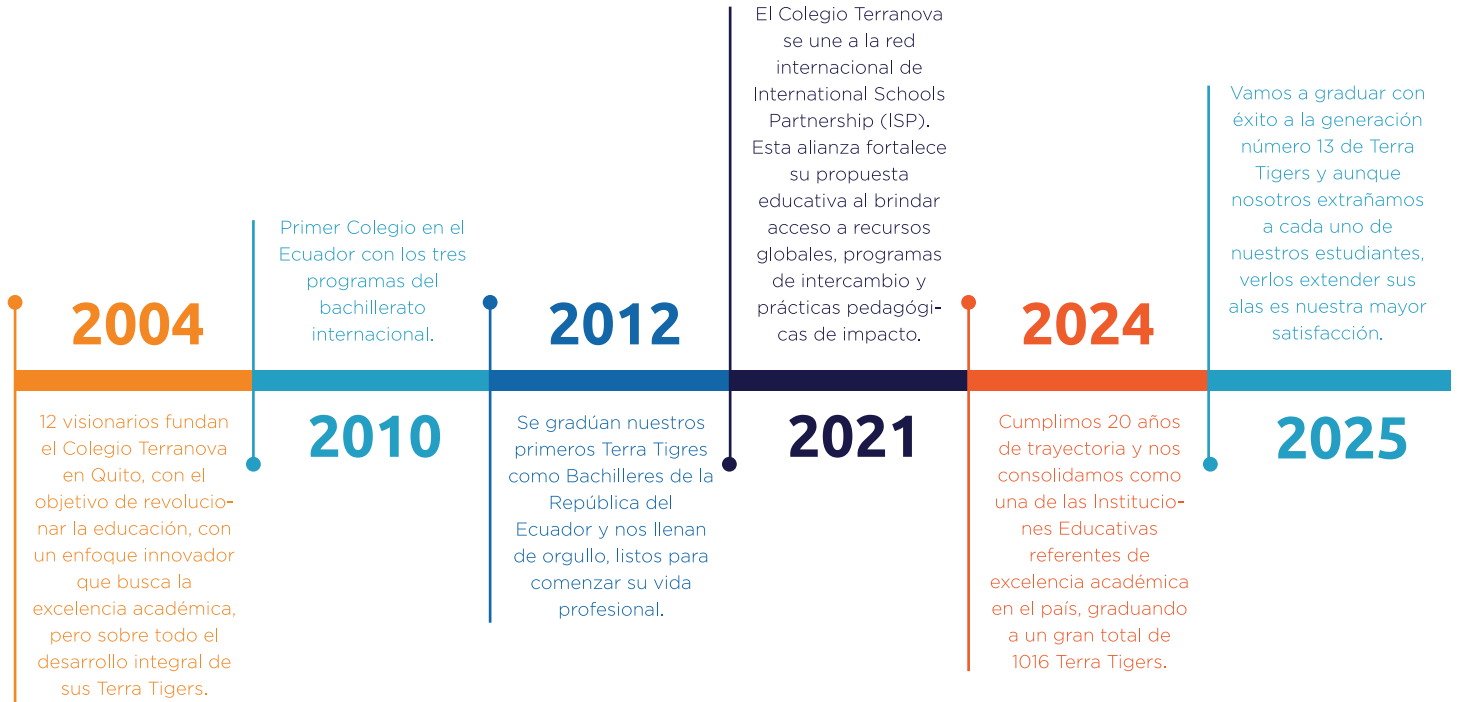 2004
12 visionarios fundan
el Colegio Terranova
en Quito, con el
objetivo de revolucio-
nar la educación, con
un enfoque innovador
que busca la
excelencia académica,
pero sobre todo el
desarrollo integral de
sus Terra Tigers.
Primer Colegio en el
Ecuador con los tres
programas del
bachillerato
internacional.
2010
2012
Se gradúan nuestros
primeros Terra Tigres
como Bachilleres de la
República del
Ecuador y nos llenan
de orgullo, listos para
comenzar su vida
profesional.
El Colegio Terranova
se une a la red
internacional de
International Schools
Partnership (ISP).
Esta alianza fortalece
su propuesta
educativa al brindar
acceso a recursos
globales, programas
de intercambio y
prácticas pedagógi-
cas de impacto.
2021
2024
Cumplimos 20 años
de trayectoria y nos
consolidamos como
una de las Institucio-
nes Educativas
referentes de
excelencia académica
en el país, graduando
a un gran total de
1016 Terra Tigers.
Vamos a graduar con
éxito a la generación
número 13 de Terra
Tigers y aunque
nosotros extrañamos
a cada uno de
nuestros estudiantes,
verlos extender sus
alas es nuestra mayor
satisfacción.
2025